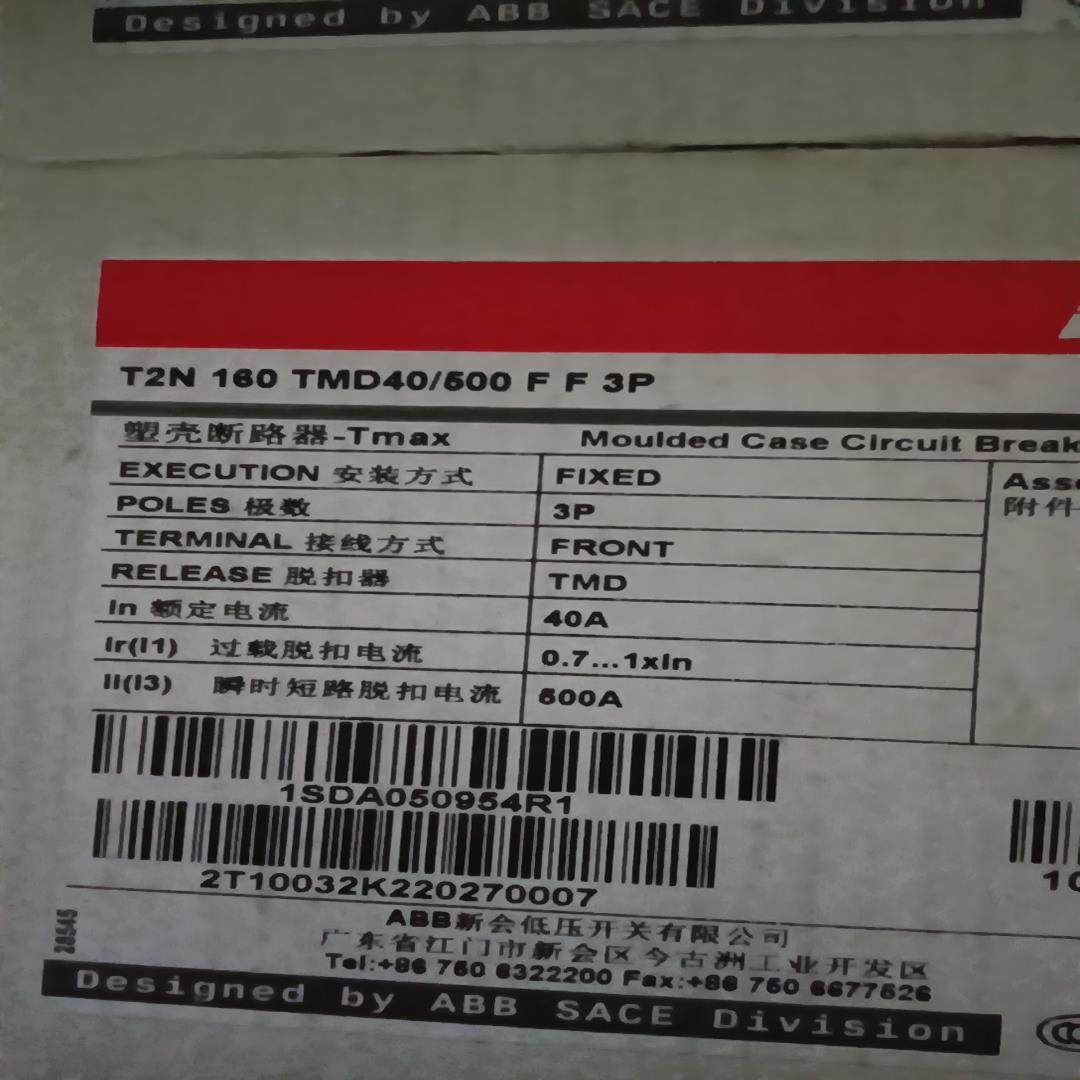 Designed by ABB SACE Division
T2N 160 TMD40/500 F F 3P
塑壳断路器-Tmax Moulded Case Circuit Break
EXECUTION 安装方式 FIXED Asse
POLES 极数 3P 附件
TERMINAL 接线方式 FRONT
RELEASE 脱扣器 TMD
In 额定电流 40A
Ir(I1) 过载脱扣电流 0.7...1xIn
Ii(I3) 瞬时短路脱扣电流 500A
1SDA050954R1
2T10032K220270007
10
ABB新会低压开关有限公司
广东省江门市新会区今古洲工业开发区
Tel:+86 750 6322200 Fax:+86 750 6677526
28545
Designed by ABB SACE Division